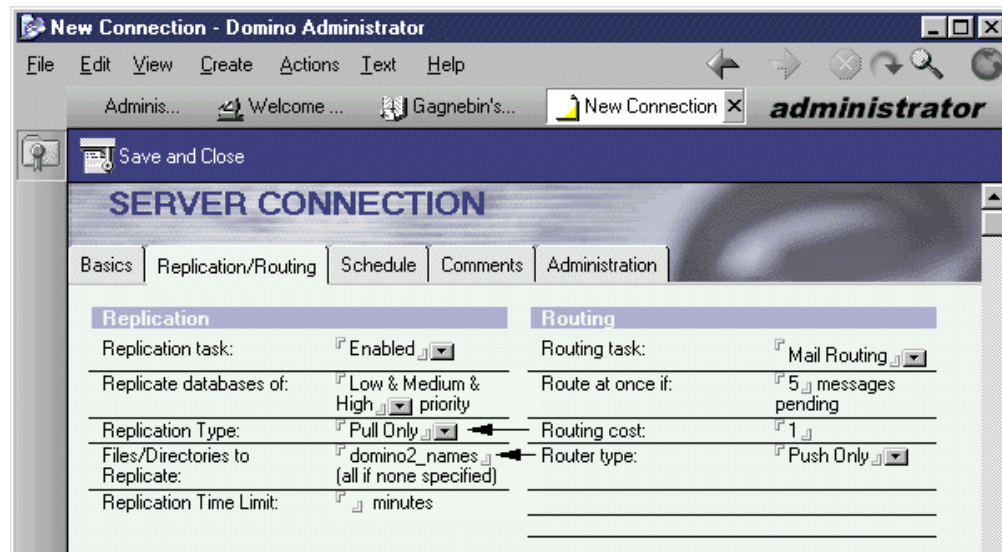 New Connection - Domino Administrator
File Edit View Create Actions Text Help
Adminis... Welcome ... Gagnebin's... New Connection administrator
Save and Close
SERVER CONNECTION
Basics Replication/Routing Schedule Comments Administration
Replication
Replication task: Enabled
Replicate databases of: Low & Medium &
High priority
Replication Type: Pull Only
Files/Directories to domino2_names
Replicate: (all if none specified)
Replication Time Limit: minutes
Routing
Routing task: Mail Routing
Route at once if: 5 messages
pending
Routing cost: 1
Router type: Push Only